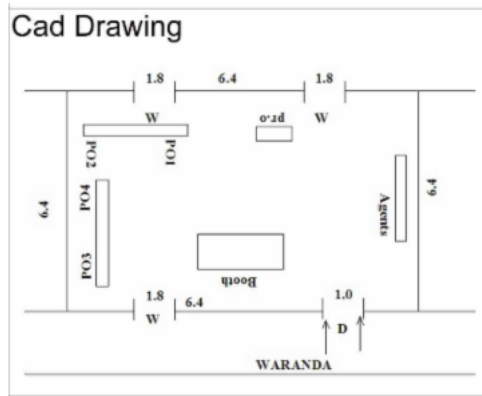 Cad Drawing
1.8 6.4 1.8
W pr.o W
PO2 PO1
PO4 Agents
6.4 6.4
PO3
Booth
1.8 6.4 1.0
W D
WARANDA